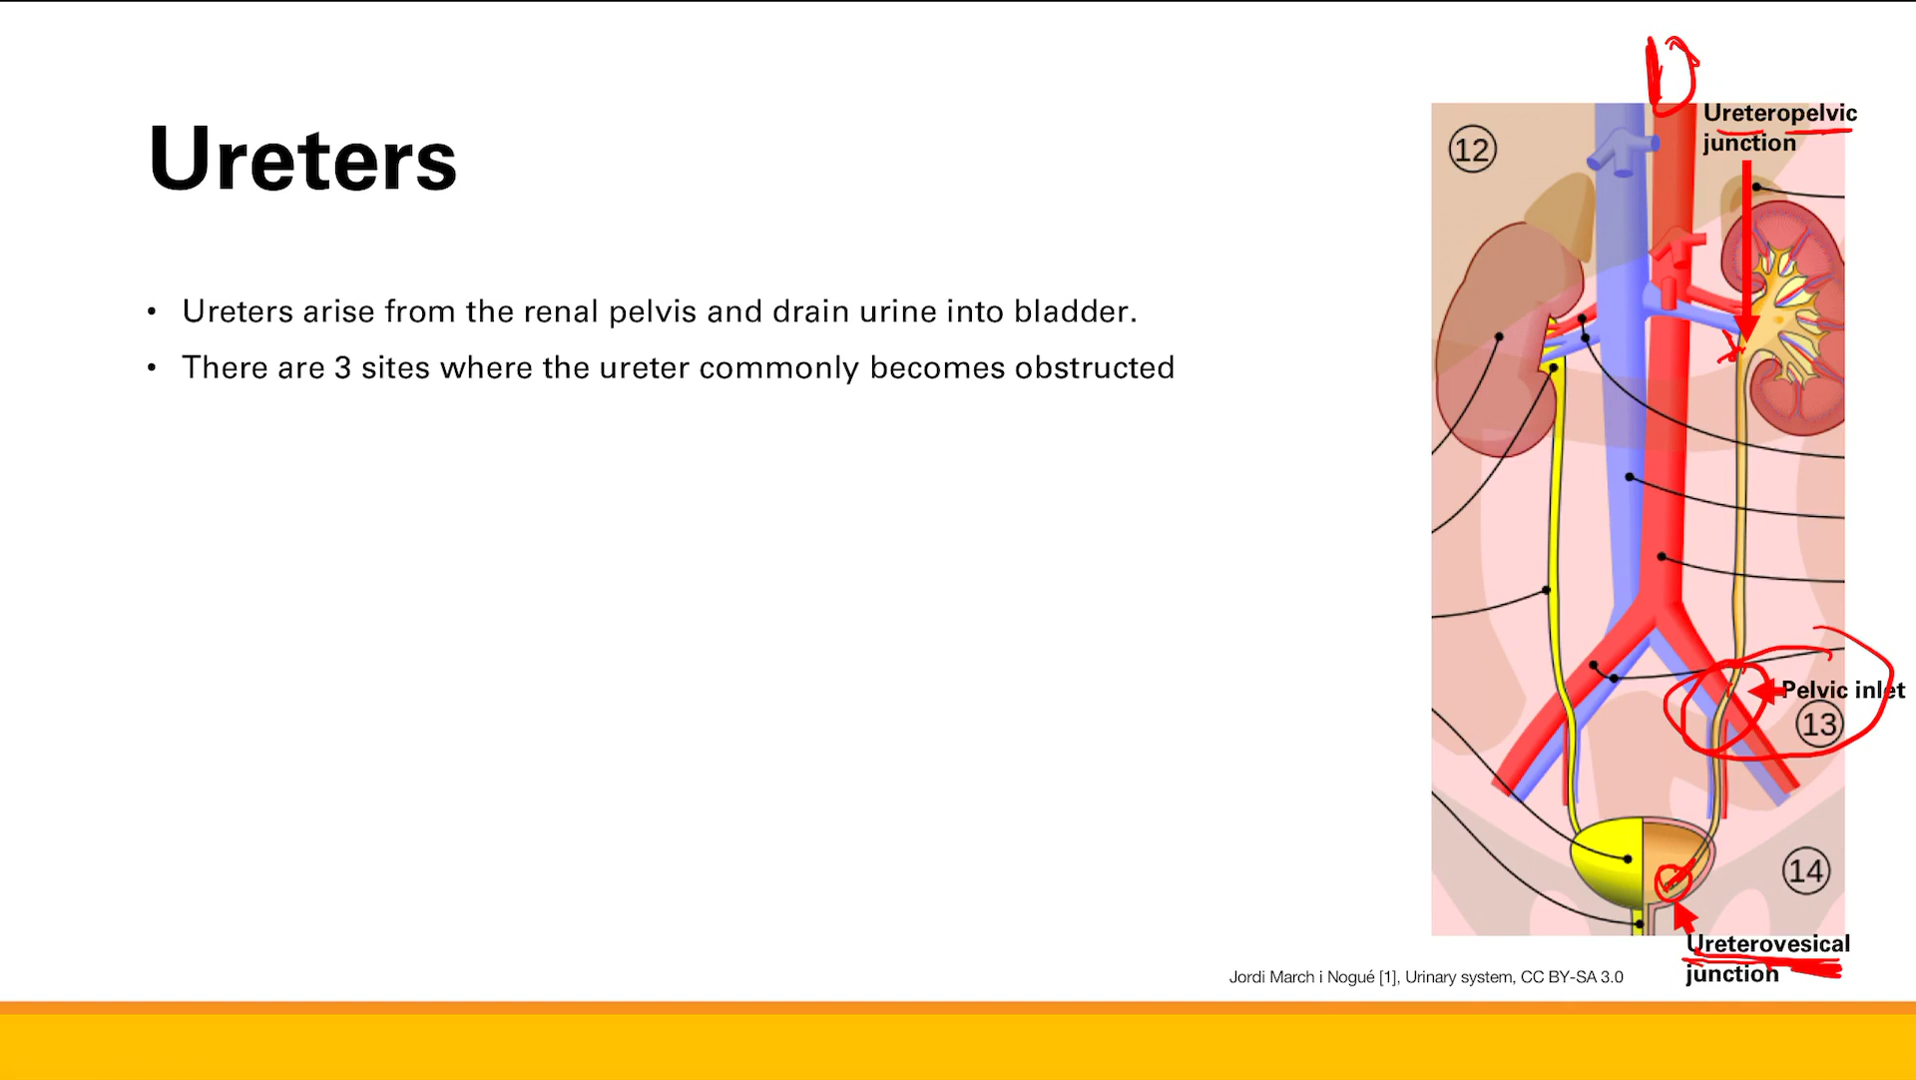 Ureters
• Ureters arise from the renal pelvis and drain urine into bladder.
• There are 3 sites where the ureter commonly becomes obstructed
Ureteropelvic
junction
12
Pelvic inlet
13
14
Ureterovesical
junction
Jordi March i Nogué [1], Urinary system, CC BY-SA 3.0